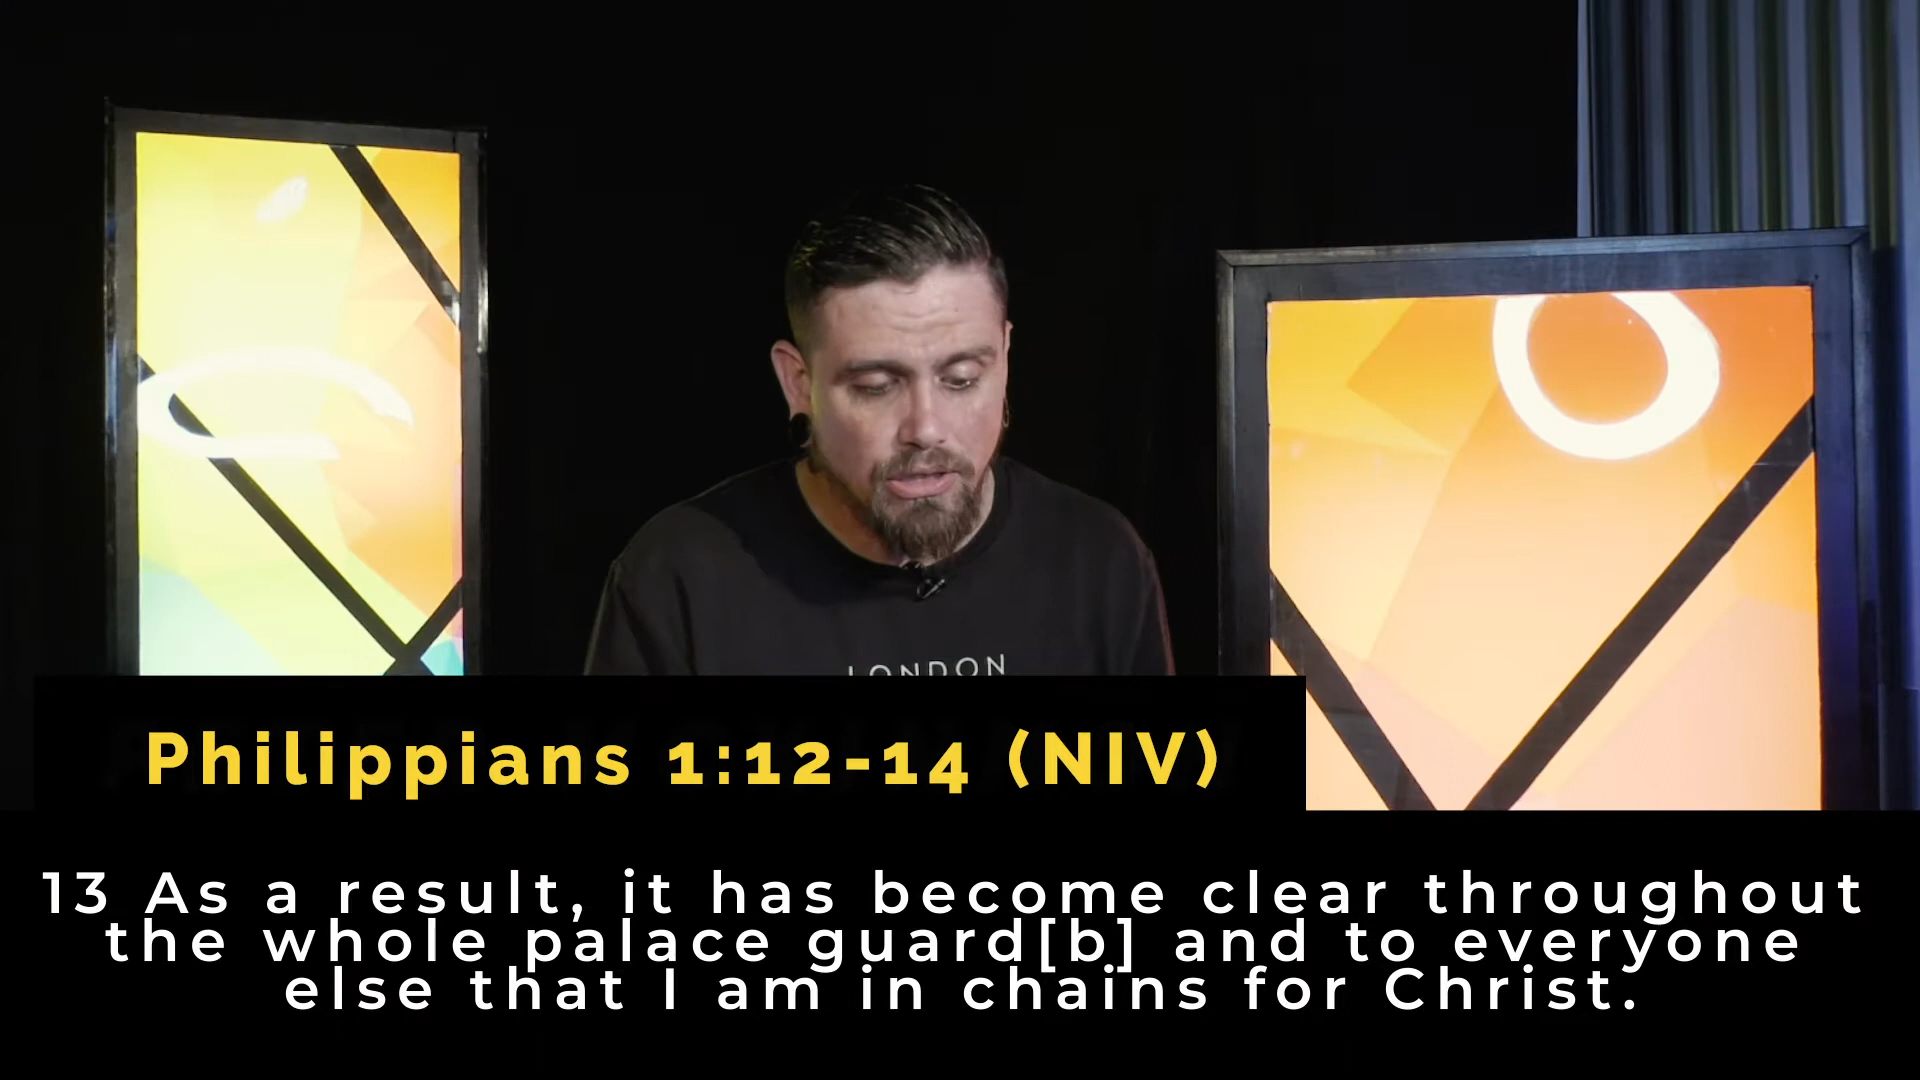 LONDON
Philippians 1:12-14 (NIV)
13 As a result, it has become clear throughout
the whole palace guard[b] and to everyone
else that I am in chains for Christ.